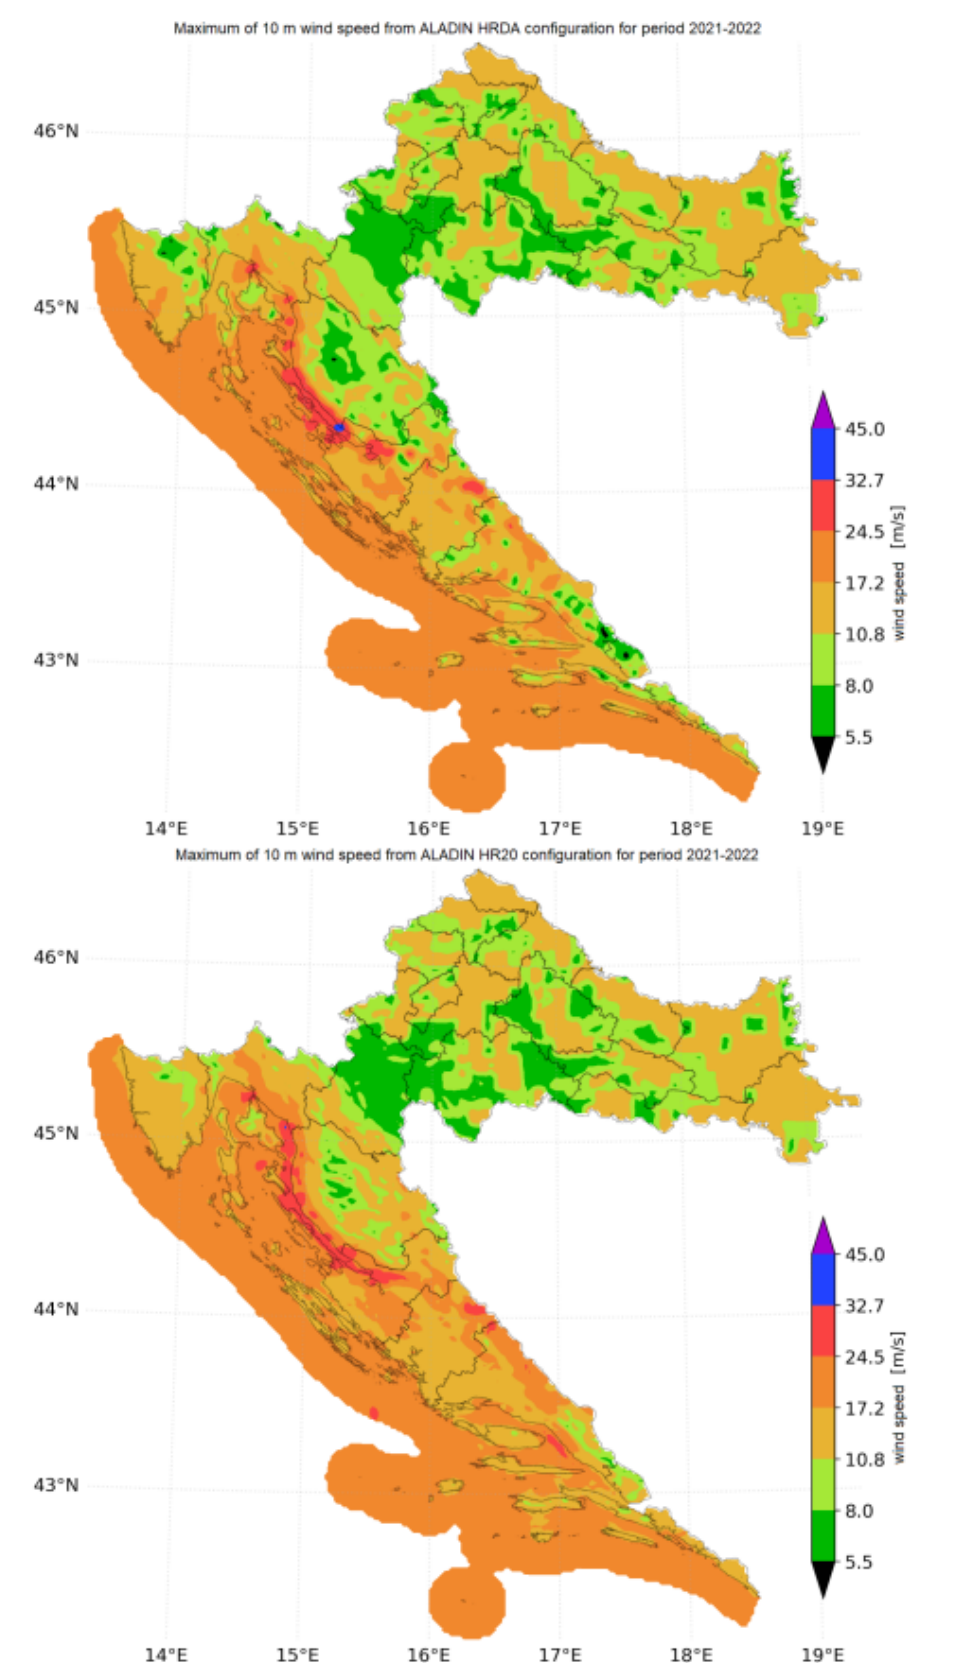 Maximum of 10 m wind speed from ALADIN HRDA configuration for period 2021-2022
46°N
45°N
44°N
43°N
45.0
32.7
24.5
17.2
10.8
8.0
5.5
wind speed [m/s]
14°E 15°E 16°E 17°E 18°E 19°E
Maximum of 10 m wind speed from ALADIN HR20 configuration for period 2021-2022
46°N
45°N
44°N
43°N
45.0
32.7
24.5
17.2
10.8
8.0
5.5
wind speed [m/s]
14°E 15°E 16°E 17°E 18°E 19°E